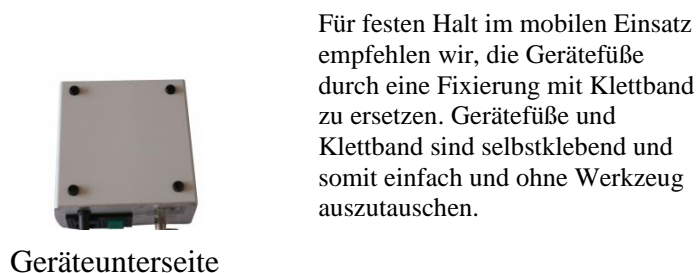 Für festen Halt im mobilen Einsatz
empfehlen wir, die Gerätefüße
durch eine Fixierung mit Klettband
zu ersetzen. Gerätefüße und
Klettband sind selbstklebend und
somit einfach und ohne Werkzeug
auszutauschen.
Geräteunterseite